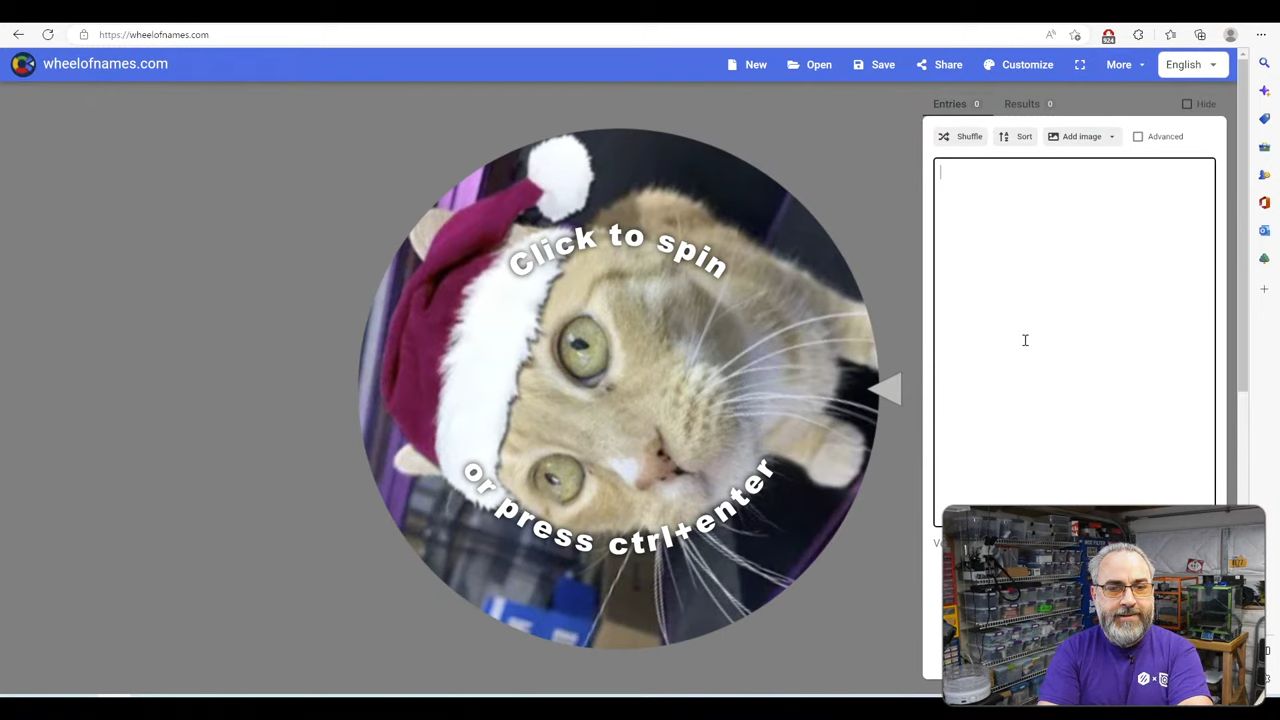 https://wheelofnames.com
924
wheelofnames.com
New
Open
Save
Share
Customize
More
English
Entries 0
Results 0
Hide
Shuffle
Sort
Add image
Advanced
Click to spin
or press ctrl+enter